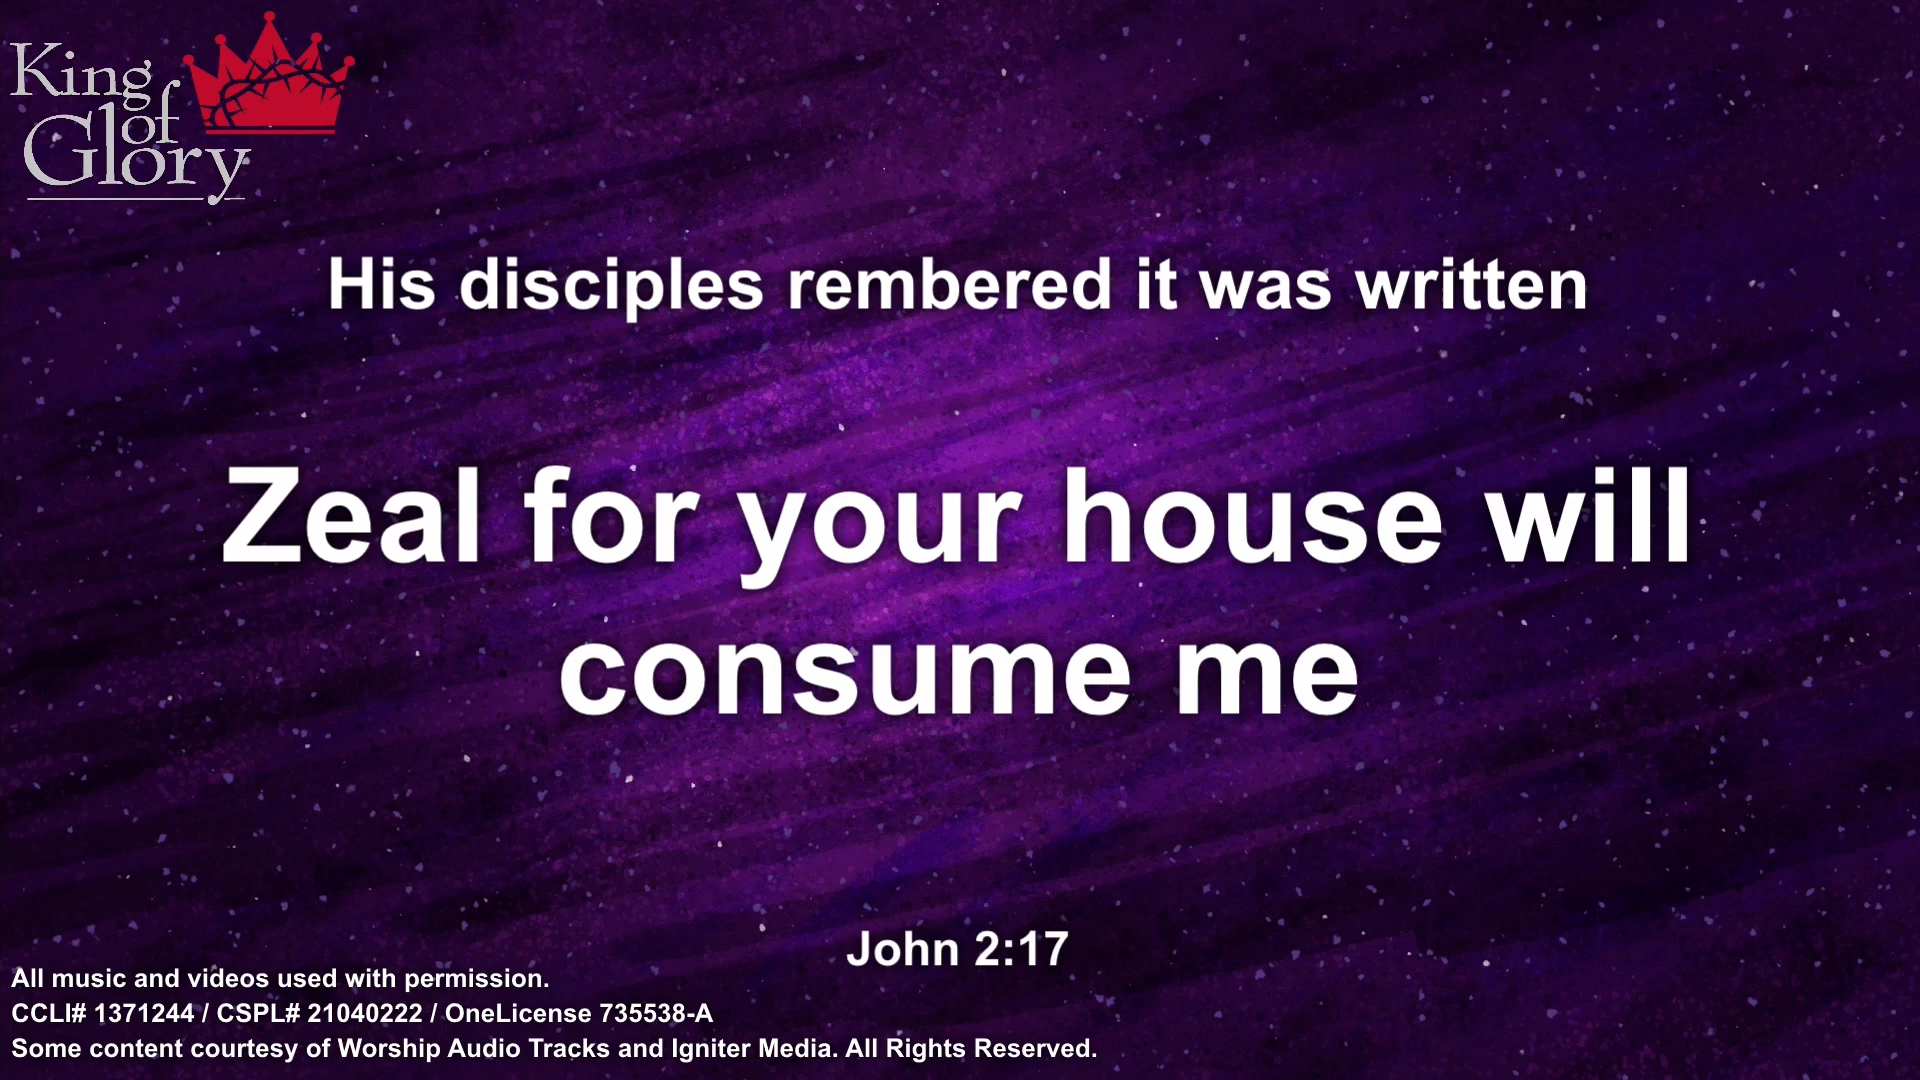 King
of
Glory
His disciples rembered it was written
Zeal for your house will
consume me
John 2:17
All music and videos used with permission.
CCLI# 1371244 / CSPL# 21040222 / OneLicense 735538-A
Some content courtesy of Worship Audio Tracks and Igniter Media. All Rights Reserved.